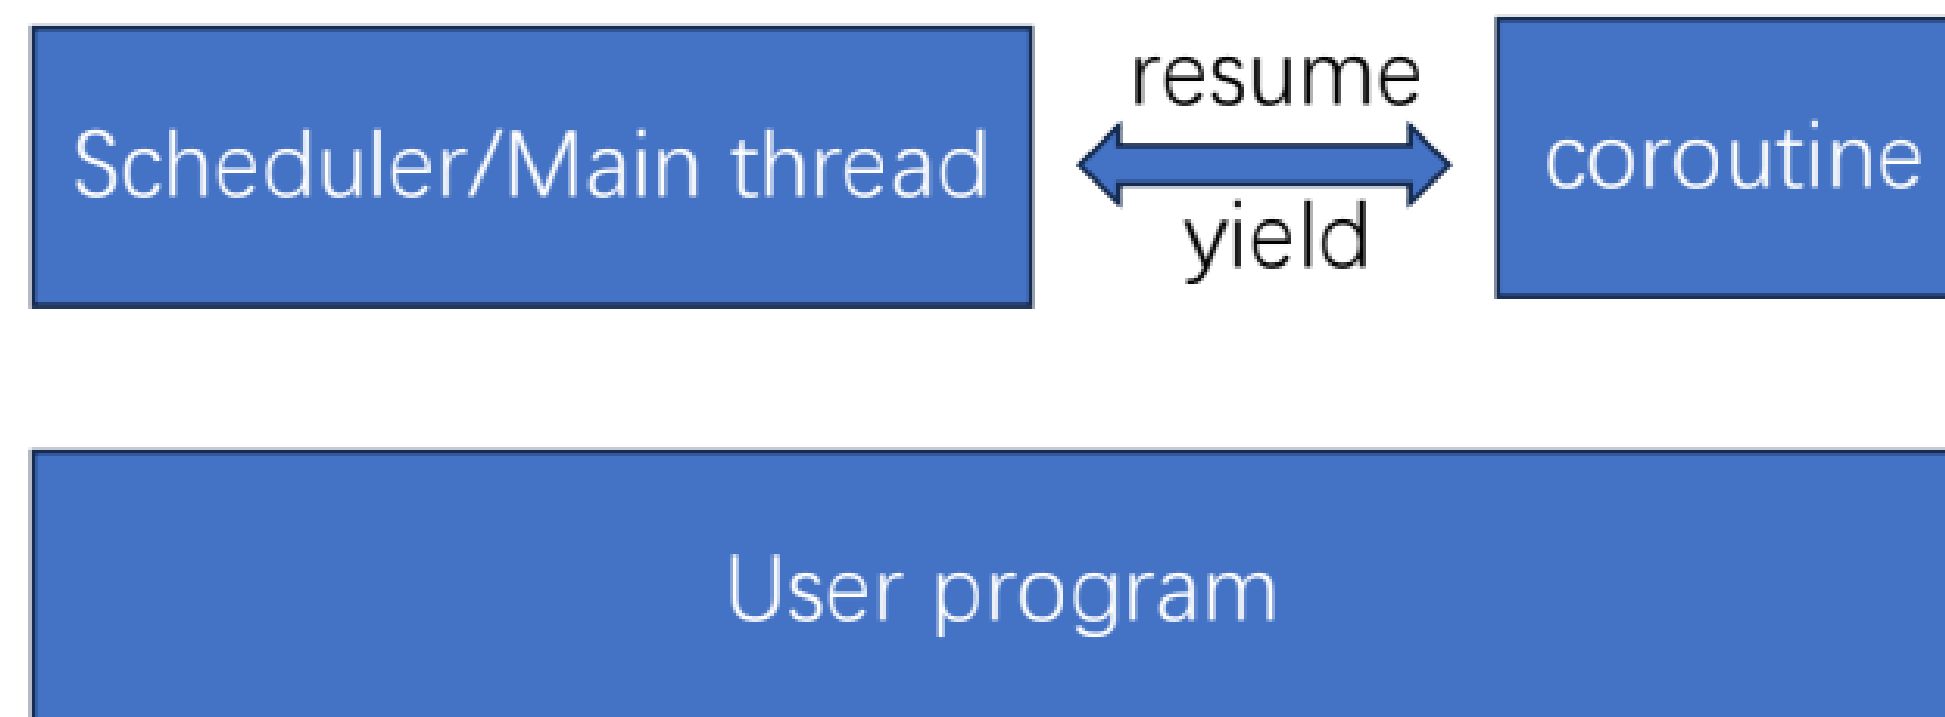 Scheduler/Main thread
resume
yield
coroutine
User program